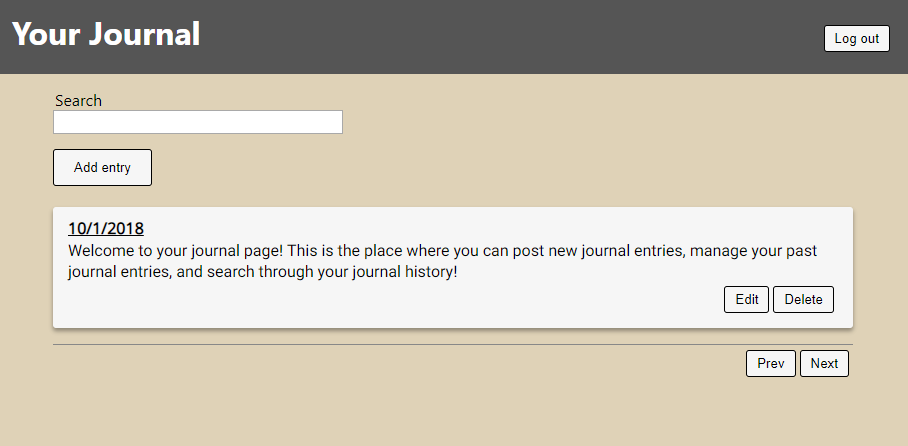 Your Journal
Log out
Search
Add entry
10/1/2018
Welcome to your journal page! This is the place where you can post new journal entries, manage your past
journal entries, and search through your journal history!
Edit Delete
Prev Next